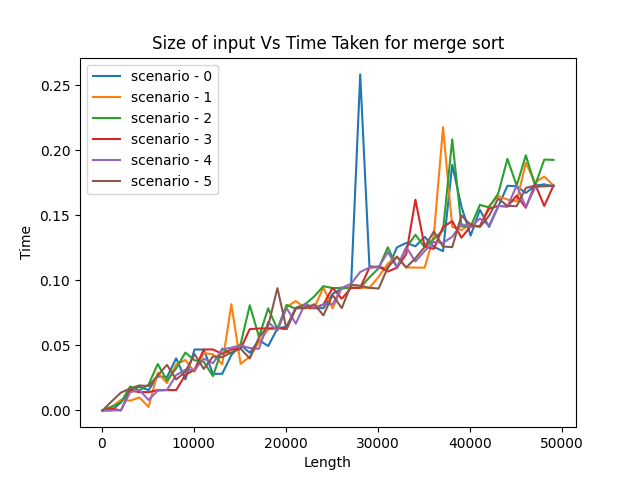 Size of input Vs Time Taken for merge sort
scenario - 0
scenario - 1
scenario - 2
scenario - 3
scenario - 4
scenario - 5
0.25
0.20
0.15
0.10
0.05
0.00
Time
0 10000 20000 30000 40000 50000
Length